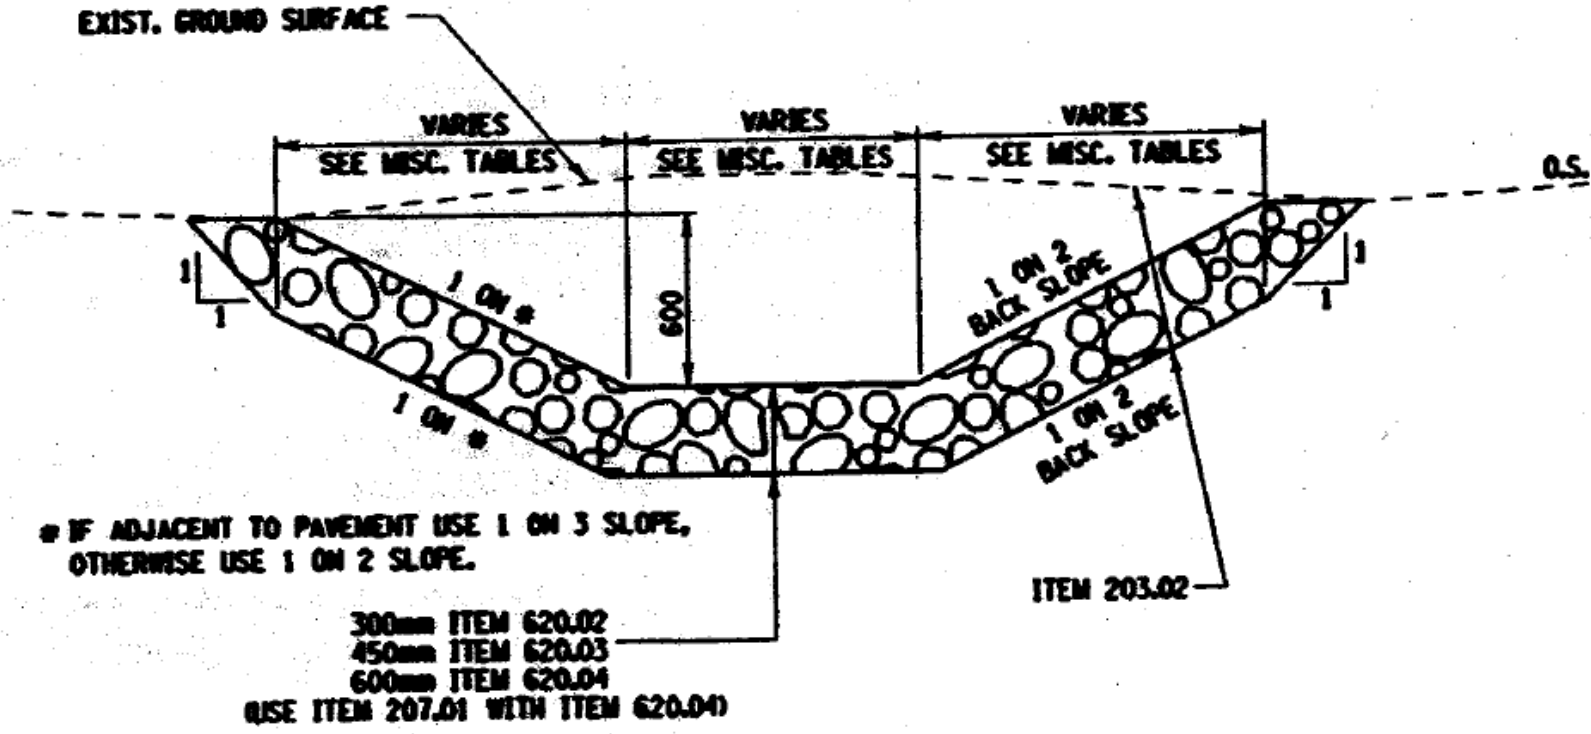 EXIST. GROUND SURFACE
VARIES
SEE MISC. TABLES
VARIES
SEE MISC. TABLES
VARIES
SEE MISC. TABLES
O.S.
1
1
1 ON *
600
1 ON 2
BACK SLOPE
1
1
1 ON *
1 ON 2
BACK SLOPE
* IF ADJACENT TO PAVEMENT USE 1 ON 3 SLOPE,
OTHERWISE USE 1 ON 2 SLOPE.
ITEM 203.02
300mm ITEM 620.02
450mm ITEM 620.03
600mm ITEM 620.04
(USE ITEM 207.01 WITH ITEM 620.04)